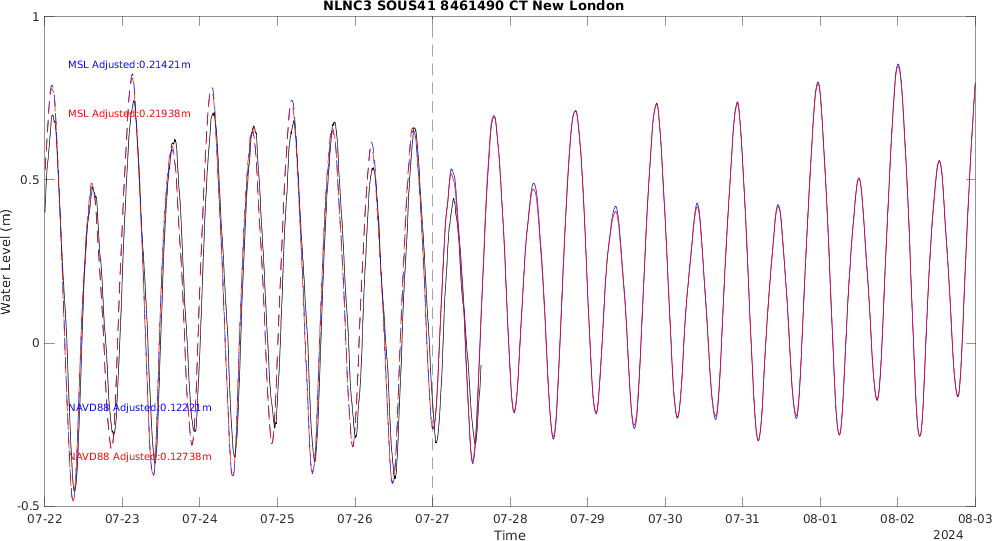 NLNC3 SOUS41 8461490 CT New London
1
MSL Adjusted:0.21421m
MSL Adjusted:0.21938m
0.5
Water Level (m)
0
NAVD88 Adjusted:0.12221m
NAVD88 Adjusted:0.12738m
-0.5
07-22 07-23 07-24 07-25 07-26 07-27 07-28 07-29 07-30 07-31 08-01 08-02 08-03
Time
2024